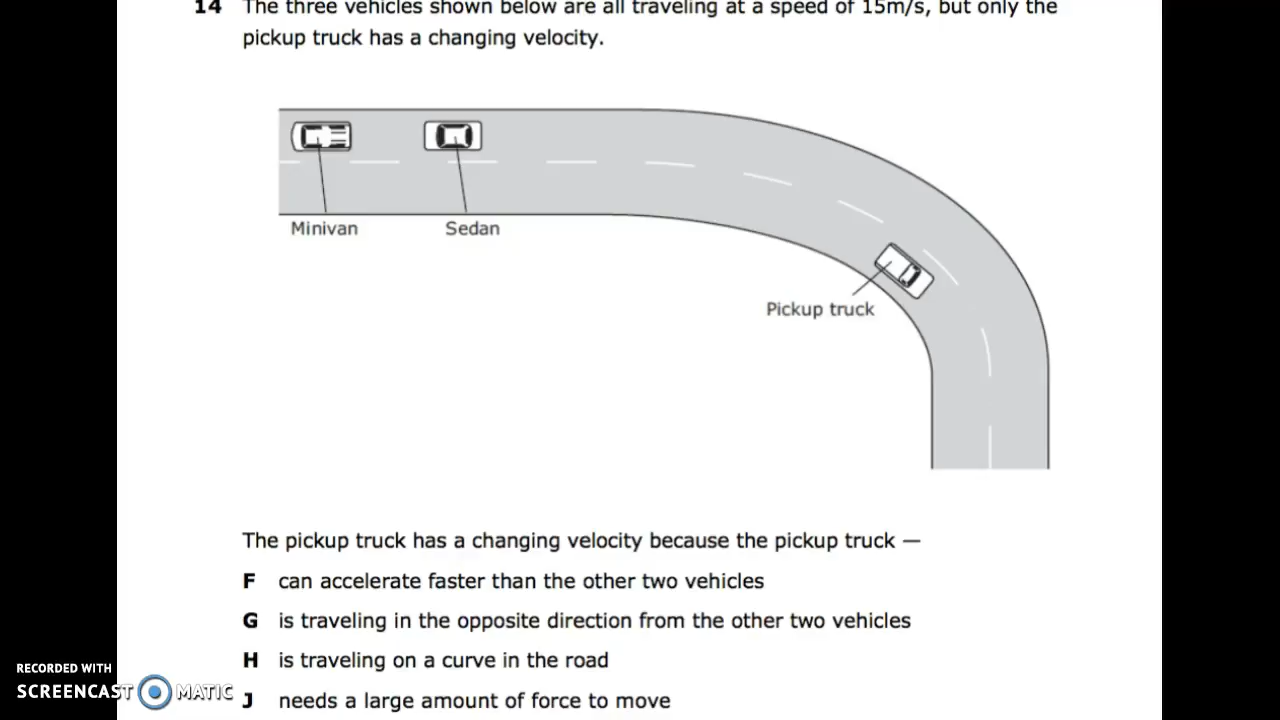 14 The three vehicles shown below are all traveling at a speed of 15m/s, but only the
pickup truck has a changing velocity.
Minivan
Sedan
Pickup truck
The pickup truck has a changing velocity because the pickup truck —
F can accelerate faster than the other two vehicles
G is traveling in the opposite direction from the other two vehicles
H is traveling on a curve in the road
J needs a large amount of force to move
RECORDED WITH
SCREENCAST MATIC